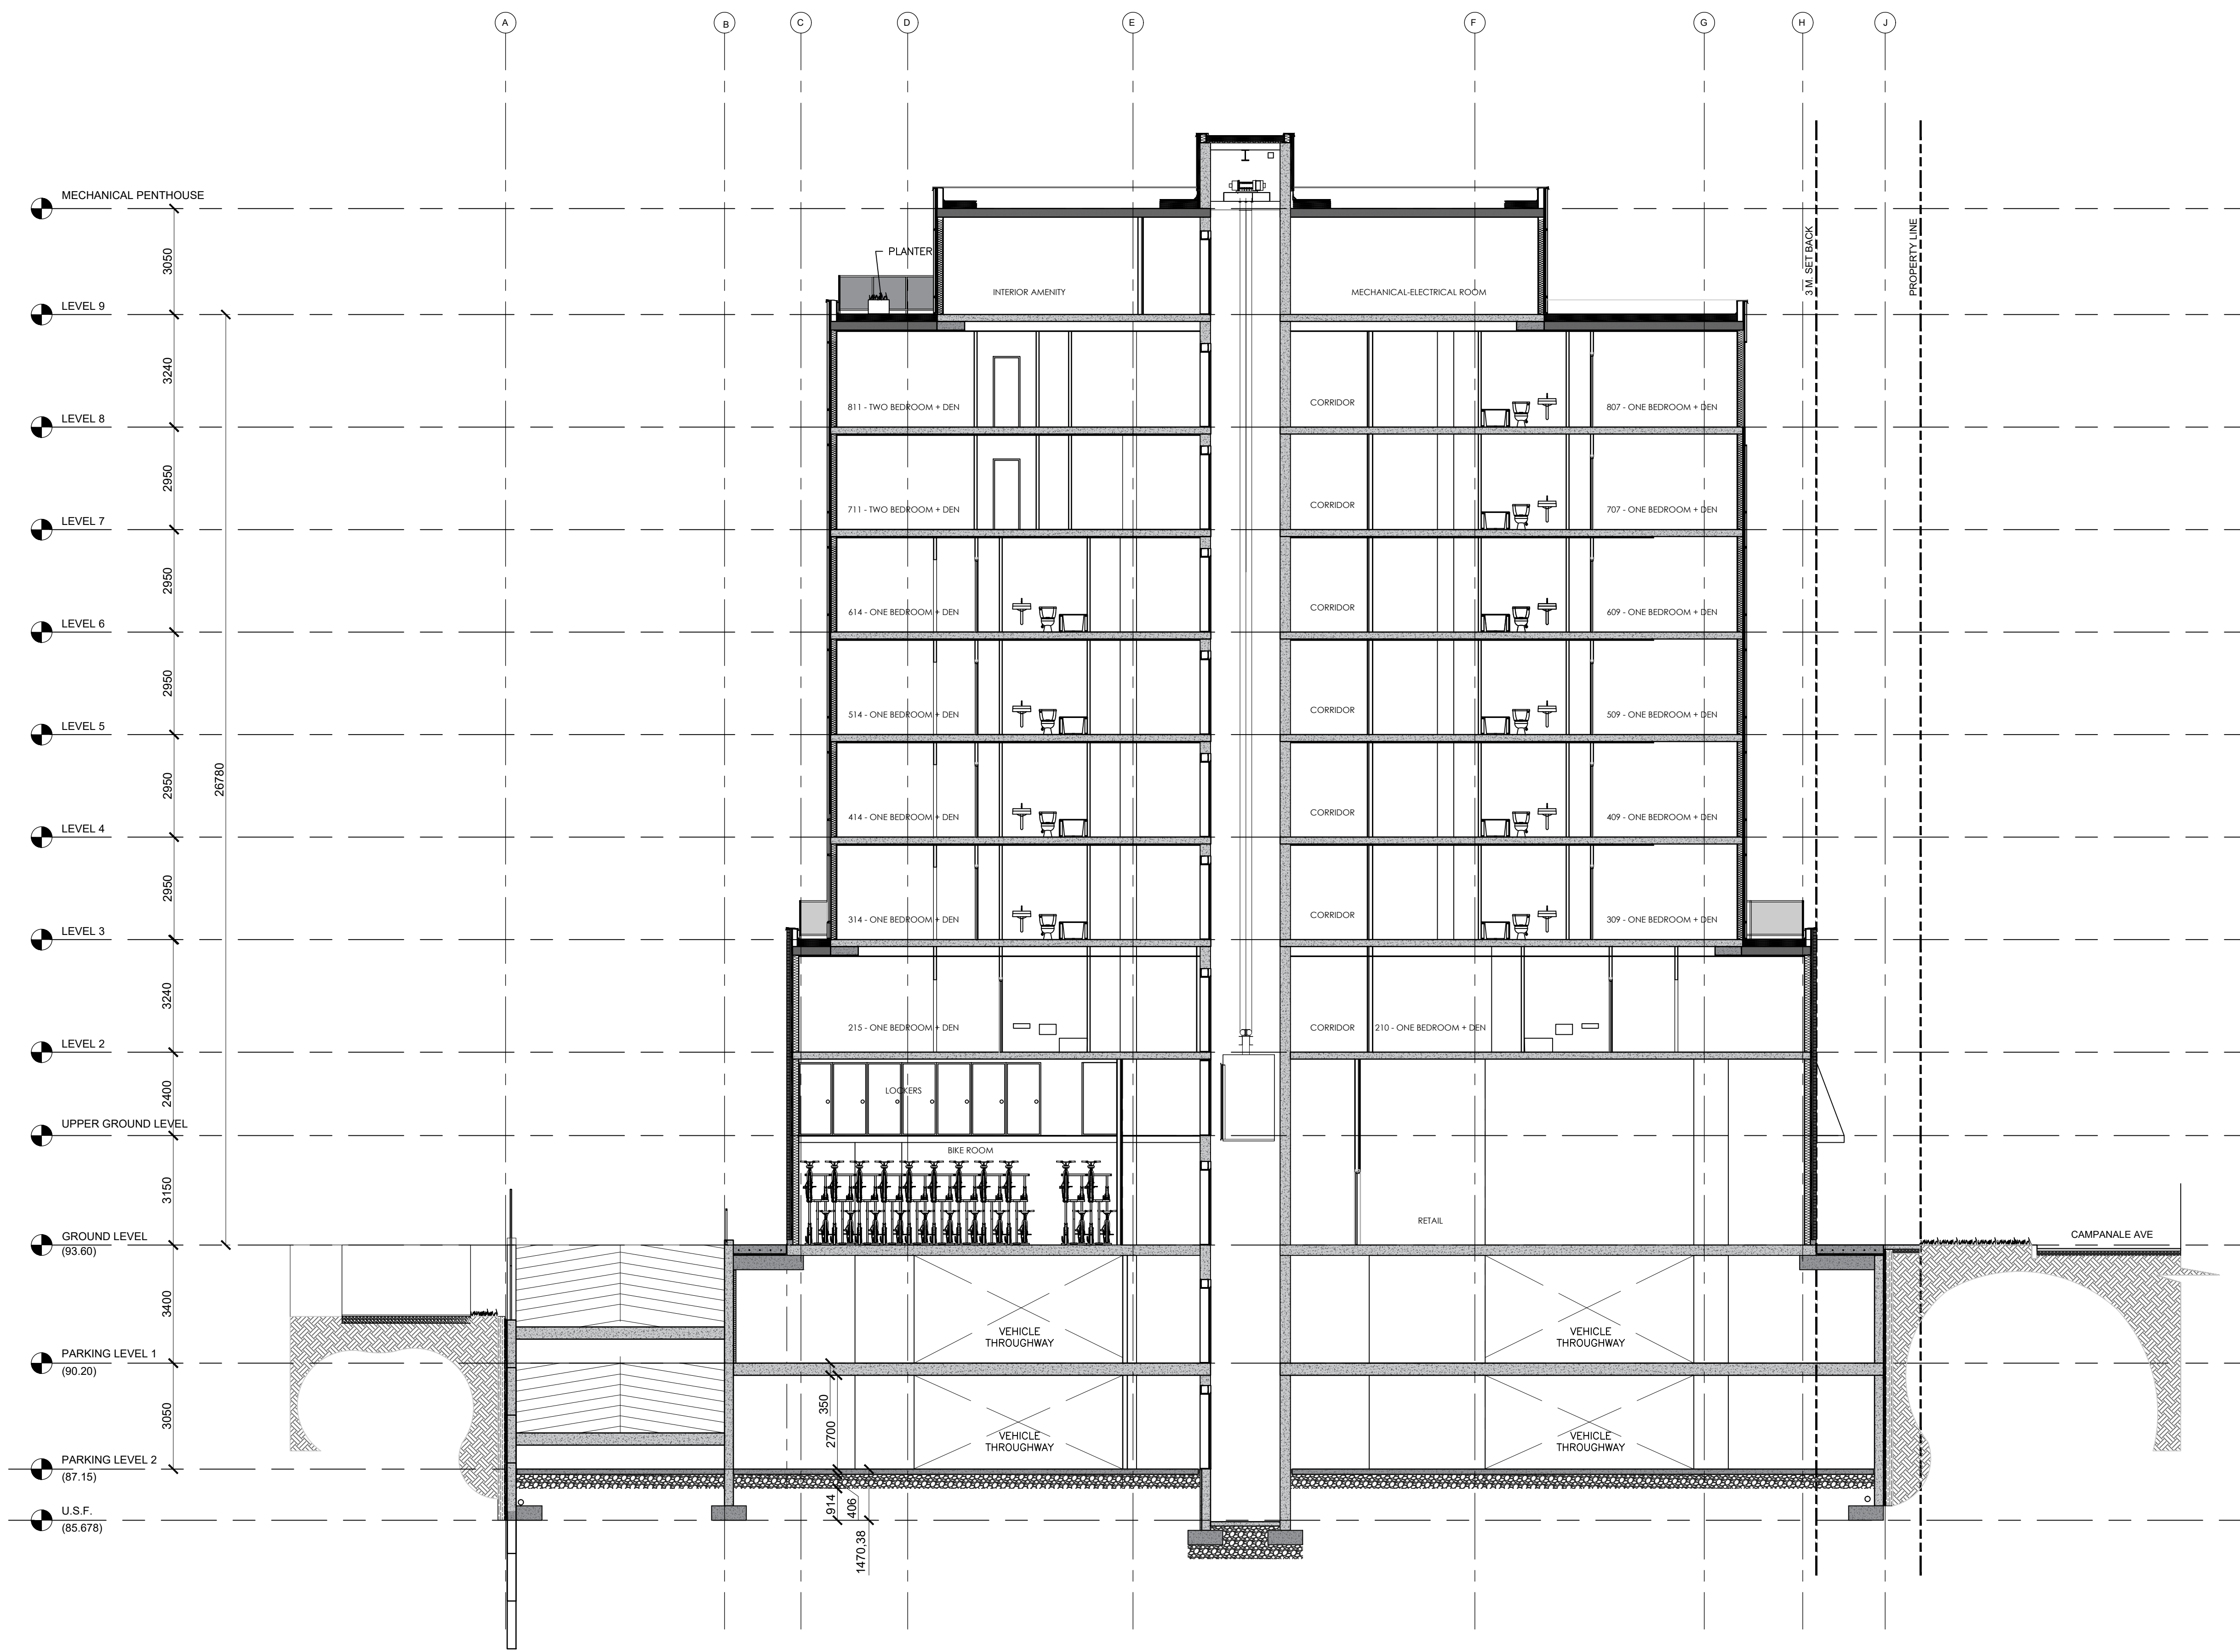 A
B
C
D
E
F
G
H
J
MECHANICAL PENTHOUSE
3050
PLANTER
3 M. SET BACK
PROPERTY LINE
INTERIOR AMENITY
MECHANICAL-ELECTRICAL ROOM
LEVEL 9
3240
811 - TWO BEDROOM + DEN
CORRIDOR
807 - ONE BEDROOM + DEN
LEVEL 8
2950
711 - TWO BEDROOM + DEN
CORRIDOR
707 - ONE BEDROOM + DEN
LEVEL 7
2950
614 - ONE BEDROOM + DEN
CORRIDOR
609 - ONE BEDROOM + DEN
LEVEL 6
2950
514 - ONE BEDROOM + DEN
CORRIDOR
509 - ONE BEDROOM + DEN
LEVEL 5
2950
26780
414 - ONE BEDROOM + DEN
CORRIDOR
409 - ONE BEDROOM + DEN
LEVEL 4
2950
314 - ONE BEDROOM + DEN
CORRIDOR
309 - ONE BEDROOM + DEN
LEVEL 3
3240
215 - ONE BEDROOM + DEN
CORRIDOR
210 - ONE BEDROOM + DEN
LEVEL 2
2400
LOCKERS
UPPER GROUND LEVEL
BIKE ROOM
3150
RETAIL
GROUND LEVEL
(93.60)
CAMPANALE AVE
3400
VEHICLE
THROUGHWAY
VEHICLE
THROUGHWAY
PARKING LEVEL 1
(90.20)
3050
350
2700
VEHICLE
THROUGHWAY
VEHICLE
THROUGHWAY
PARKING LEVEL 2
(87.15)
914
406
1470,38
U.S.F.
(85.678)